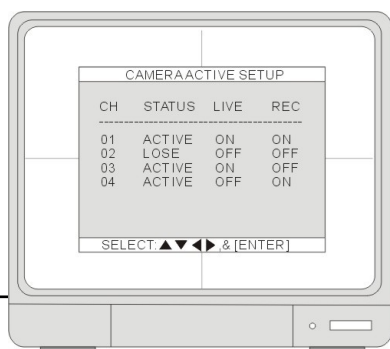 CAMERA ACTIVE SETUP
CH STATUS LIVE REC
----------------------------------------------
01 ACTIVE ON ON
02 LOSE OFF OFF
03 ACTIVE ON OFF
04 ACTIVE OFF ON
SELECT:▲▼◀▶,& [ENTER]